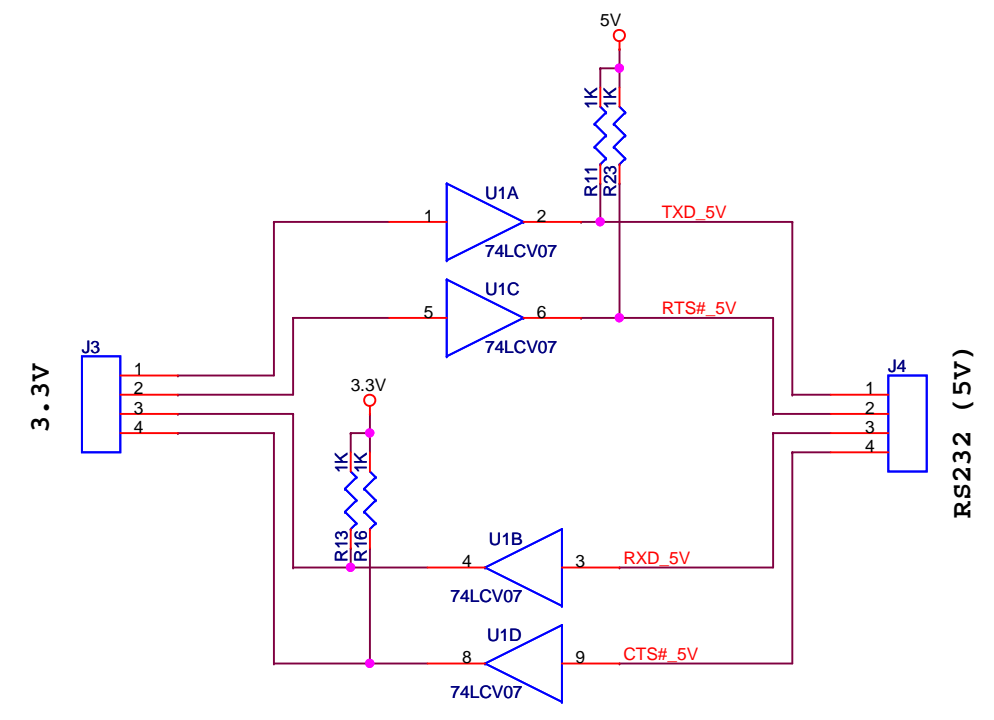 5V
1K
1K
R11
R23
U1A
1
2
74LCV07
TXD_5V
U1C
5
6
74LCV07
RTS#_5V
J3
1
2
3
4
3.3V
3.3V
1K
1K
R13
R16
J4
1
2
3
4
RS232 (5V)
U1B
4
3
74LCV07
RXD_5V
U1D
8
9
74LCV07
CTS#_5V